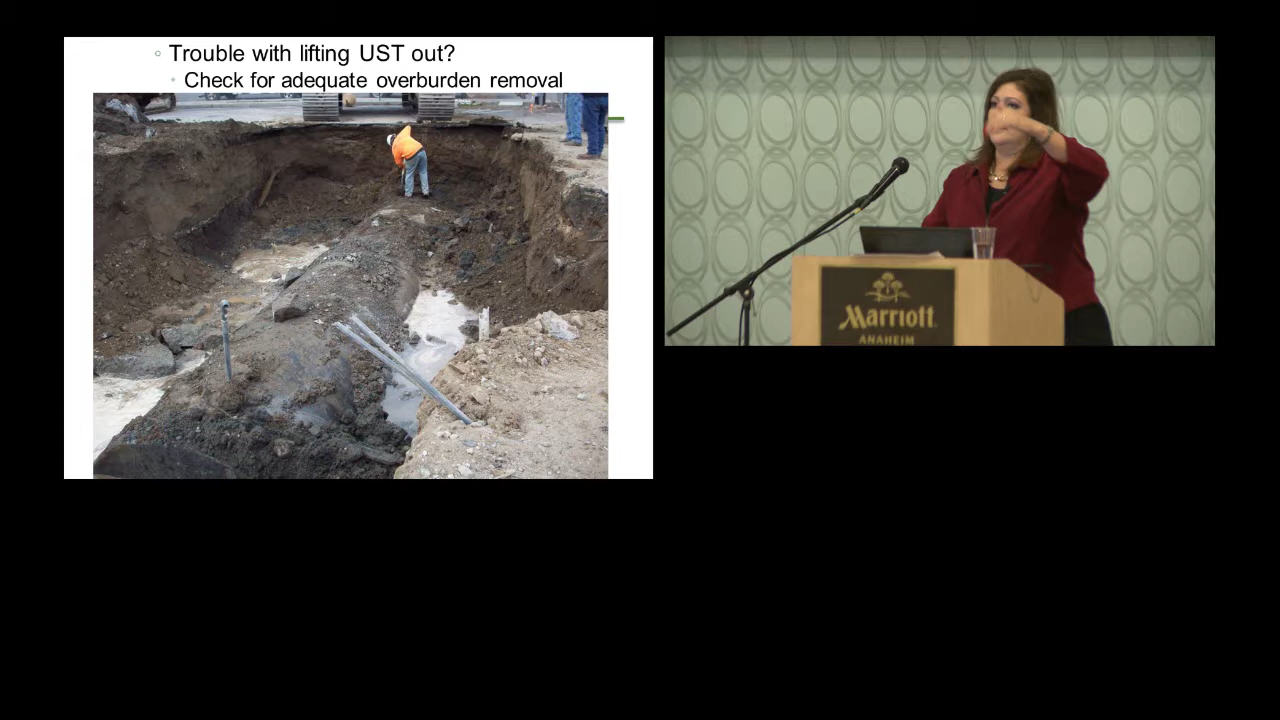 Trouble with lifting UST out?
Check for adequate overburden removal
Marriott
ANAHEIM